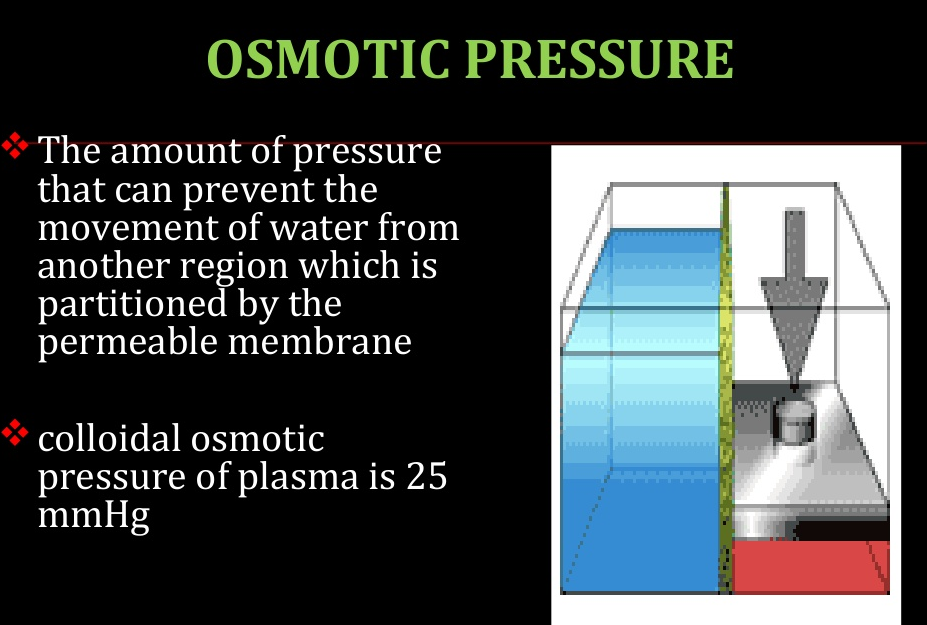 OSMOTIC PRESSURE
The amount of pressure
that can prevent the
movement of water from
another region which is
partitioned by the
permeable membrane
colloidal osmotic
pressure of plasma is 25
mmHg